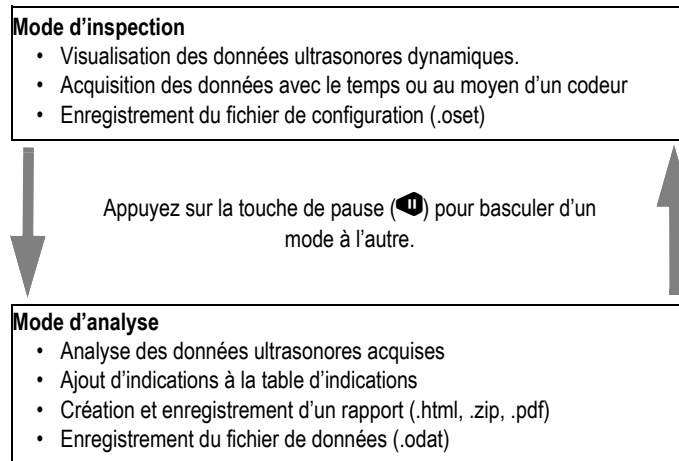 Mode d'inspection
• Visualisation des données ultrasonores dynamiques.
• Acquisition des données avec le temps ou au moyen d'un codeur
• Enregistrement du fichier de configuration (.oset)
Appuyez sur la touche de pause () pour basculer d'un
mode à l'autre.
Mode d'analyse
• Analyse des données ultrasonores acquises
• Ajout d'indications à la table d'indications
• Création et enregistrement d'un rapport (.html, .zip, .pdf)
• Enregistrement du fichier de données (.odat)